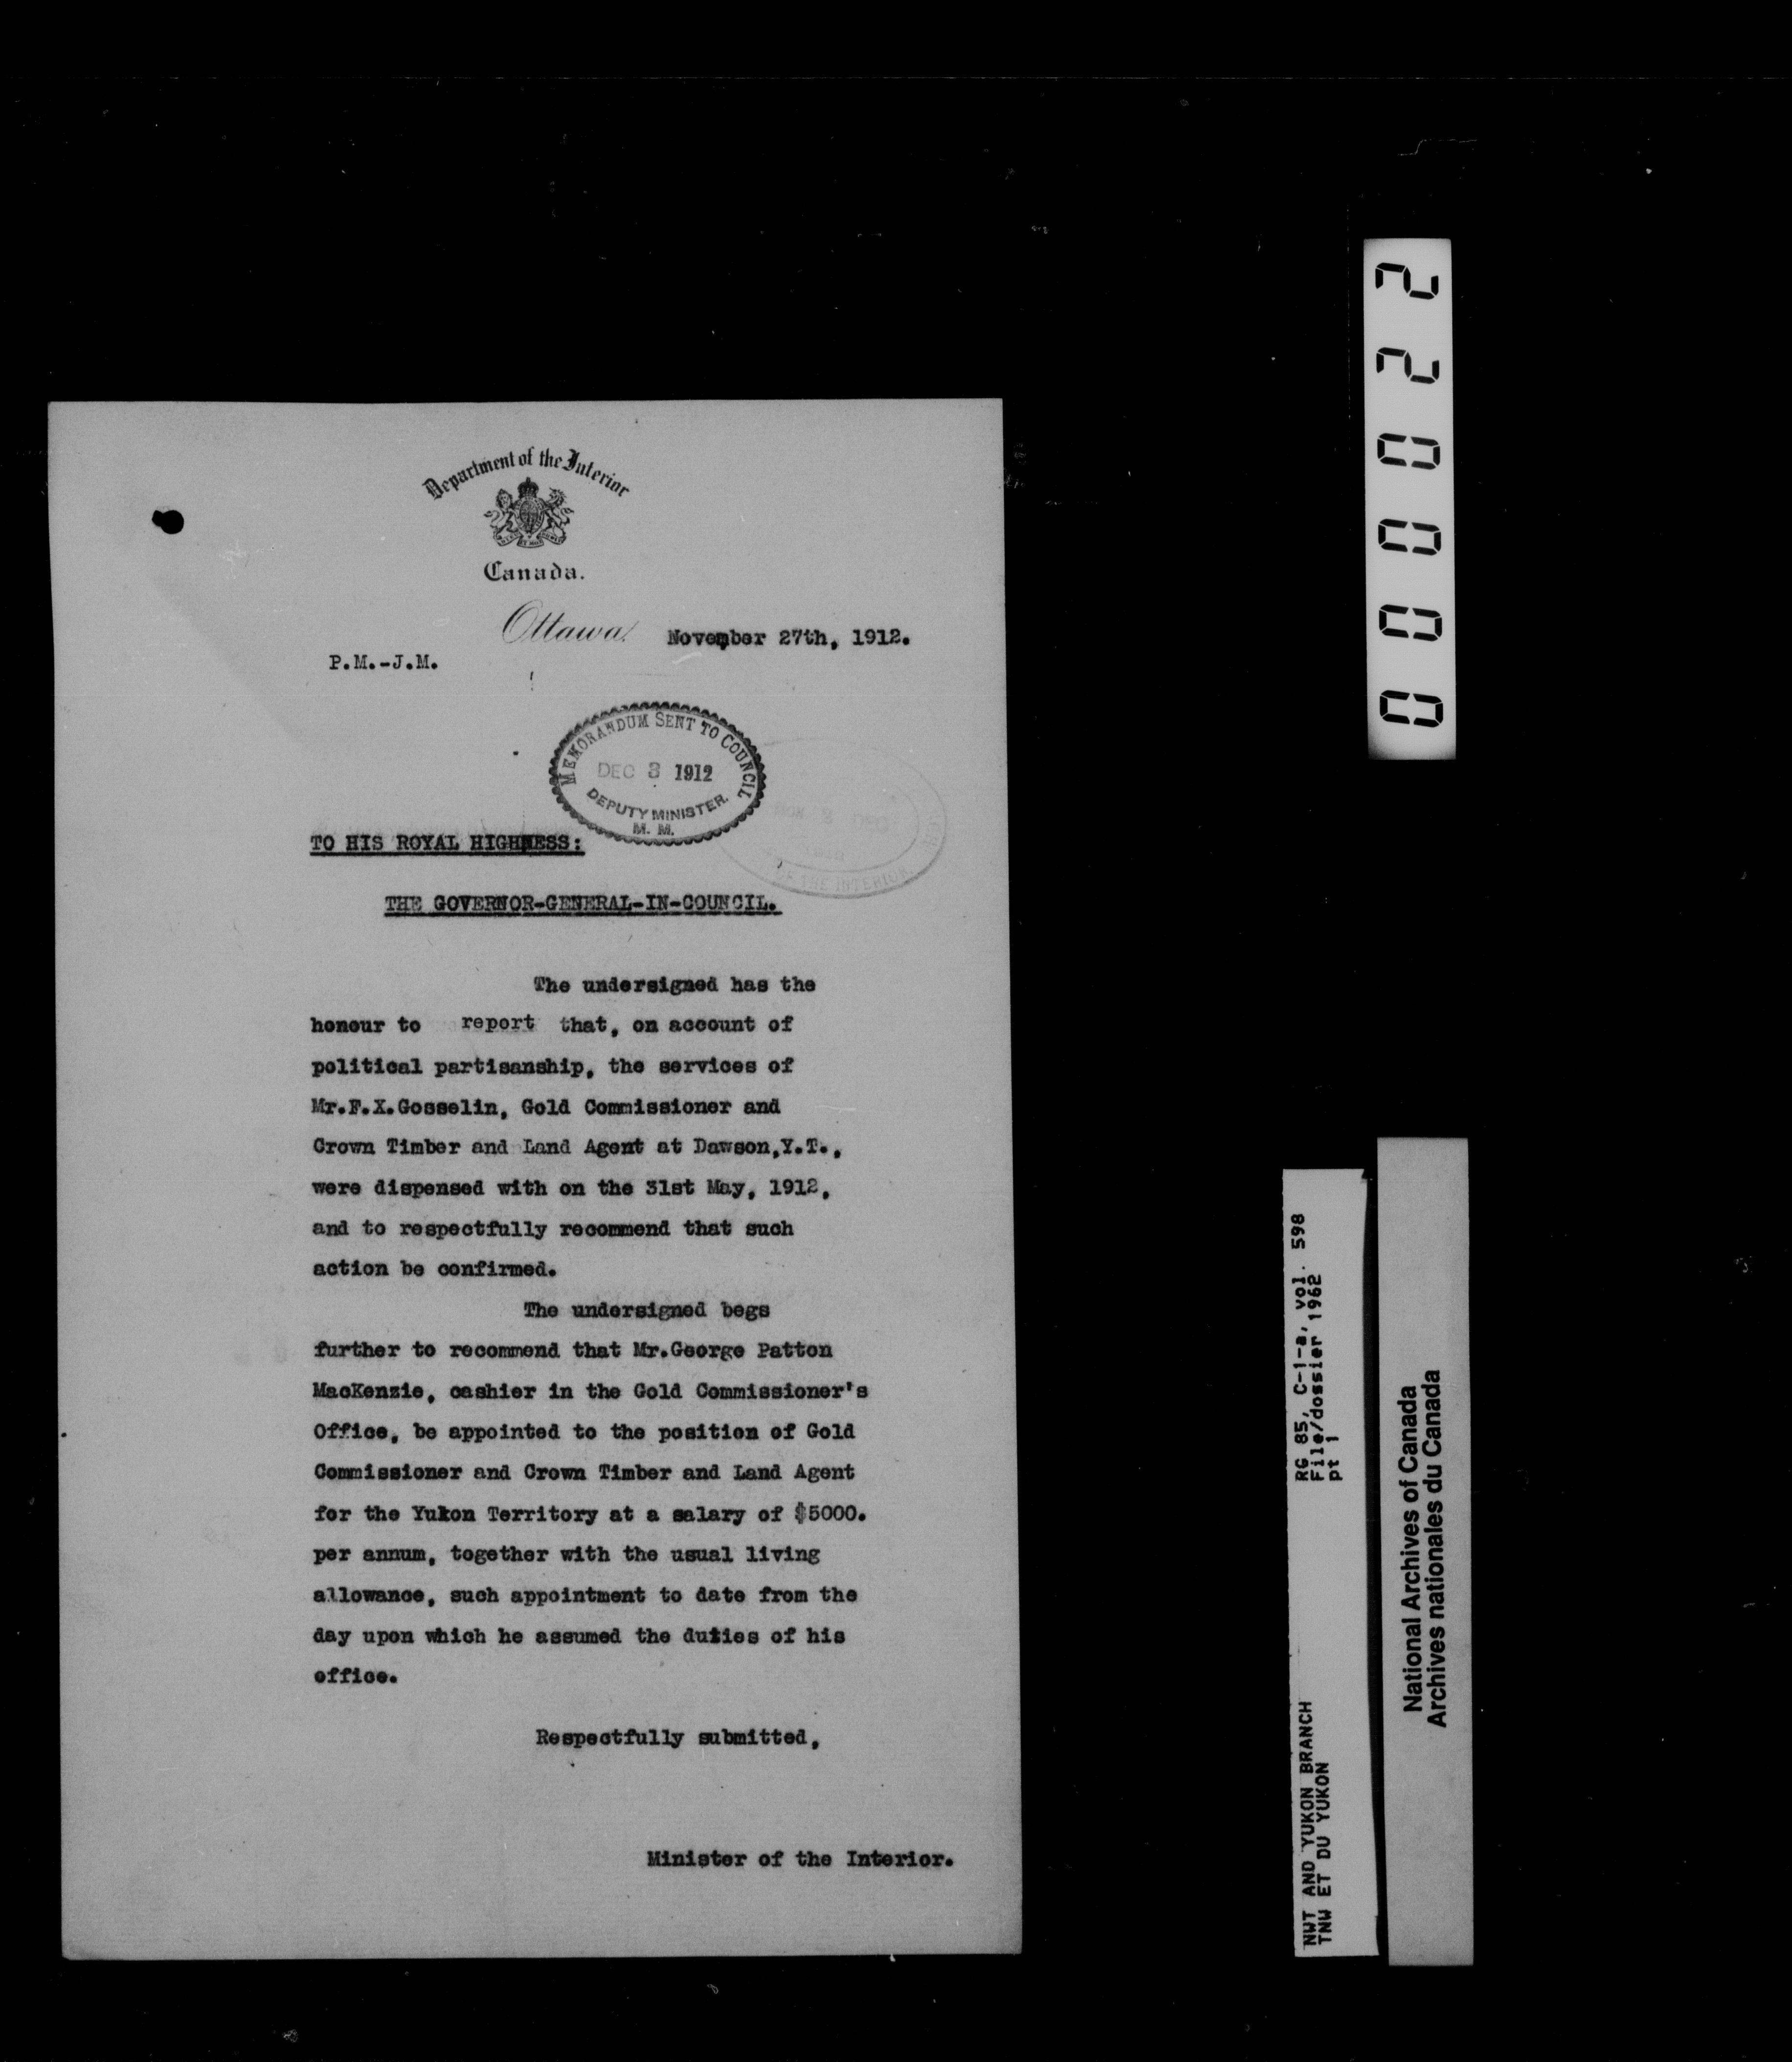 Department of the Interior
Canada.
Ottawa, November 27th, 1912.
P.M.-J.M.
MEMORANDUM SENT TO COUNCIL
DEC 3 1912
DEPUTY MINISTER.
M. M.
OF THE INTERIOR
TO HIS ROYAL HIGHNESS:
THE GOVERNOR-GENERAL-IN-COUNCIL.
The undersigned has the
honour to report that, on account of
political partisanship, the services of
Mr.F.X.Gosselin, Gold Commissioner and
Crown Timber and Land Agent at Dawson,Y.T.,
were dispensed with on the 31st May, 1912,
and to respectfully recommend that such
action be confirmed.
The undersigned begs
further to recommend that Mr.George Patton
MacKenzie, cashier in the Gold Commissioner's
Office, be appointed to the position of Gold
Commissioner and Crown Timber and Land Agent
for the Yukon Territory at a salary of $5000.
per annum, together with the usual living
allowance, such appointment to date from the
day upon which he assumed the duties of his
office.
Respectfully submitted,
Minister of the Interior.
000022
RG 85, C-1-a, vol. 598
File/dossier 1962
pt 1
NWT AND YUKON BRANCH
TNW ET DU YUKON
National Archives of Canada
Archives nationales du Canada